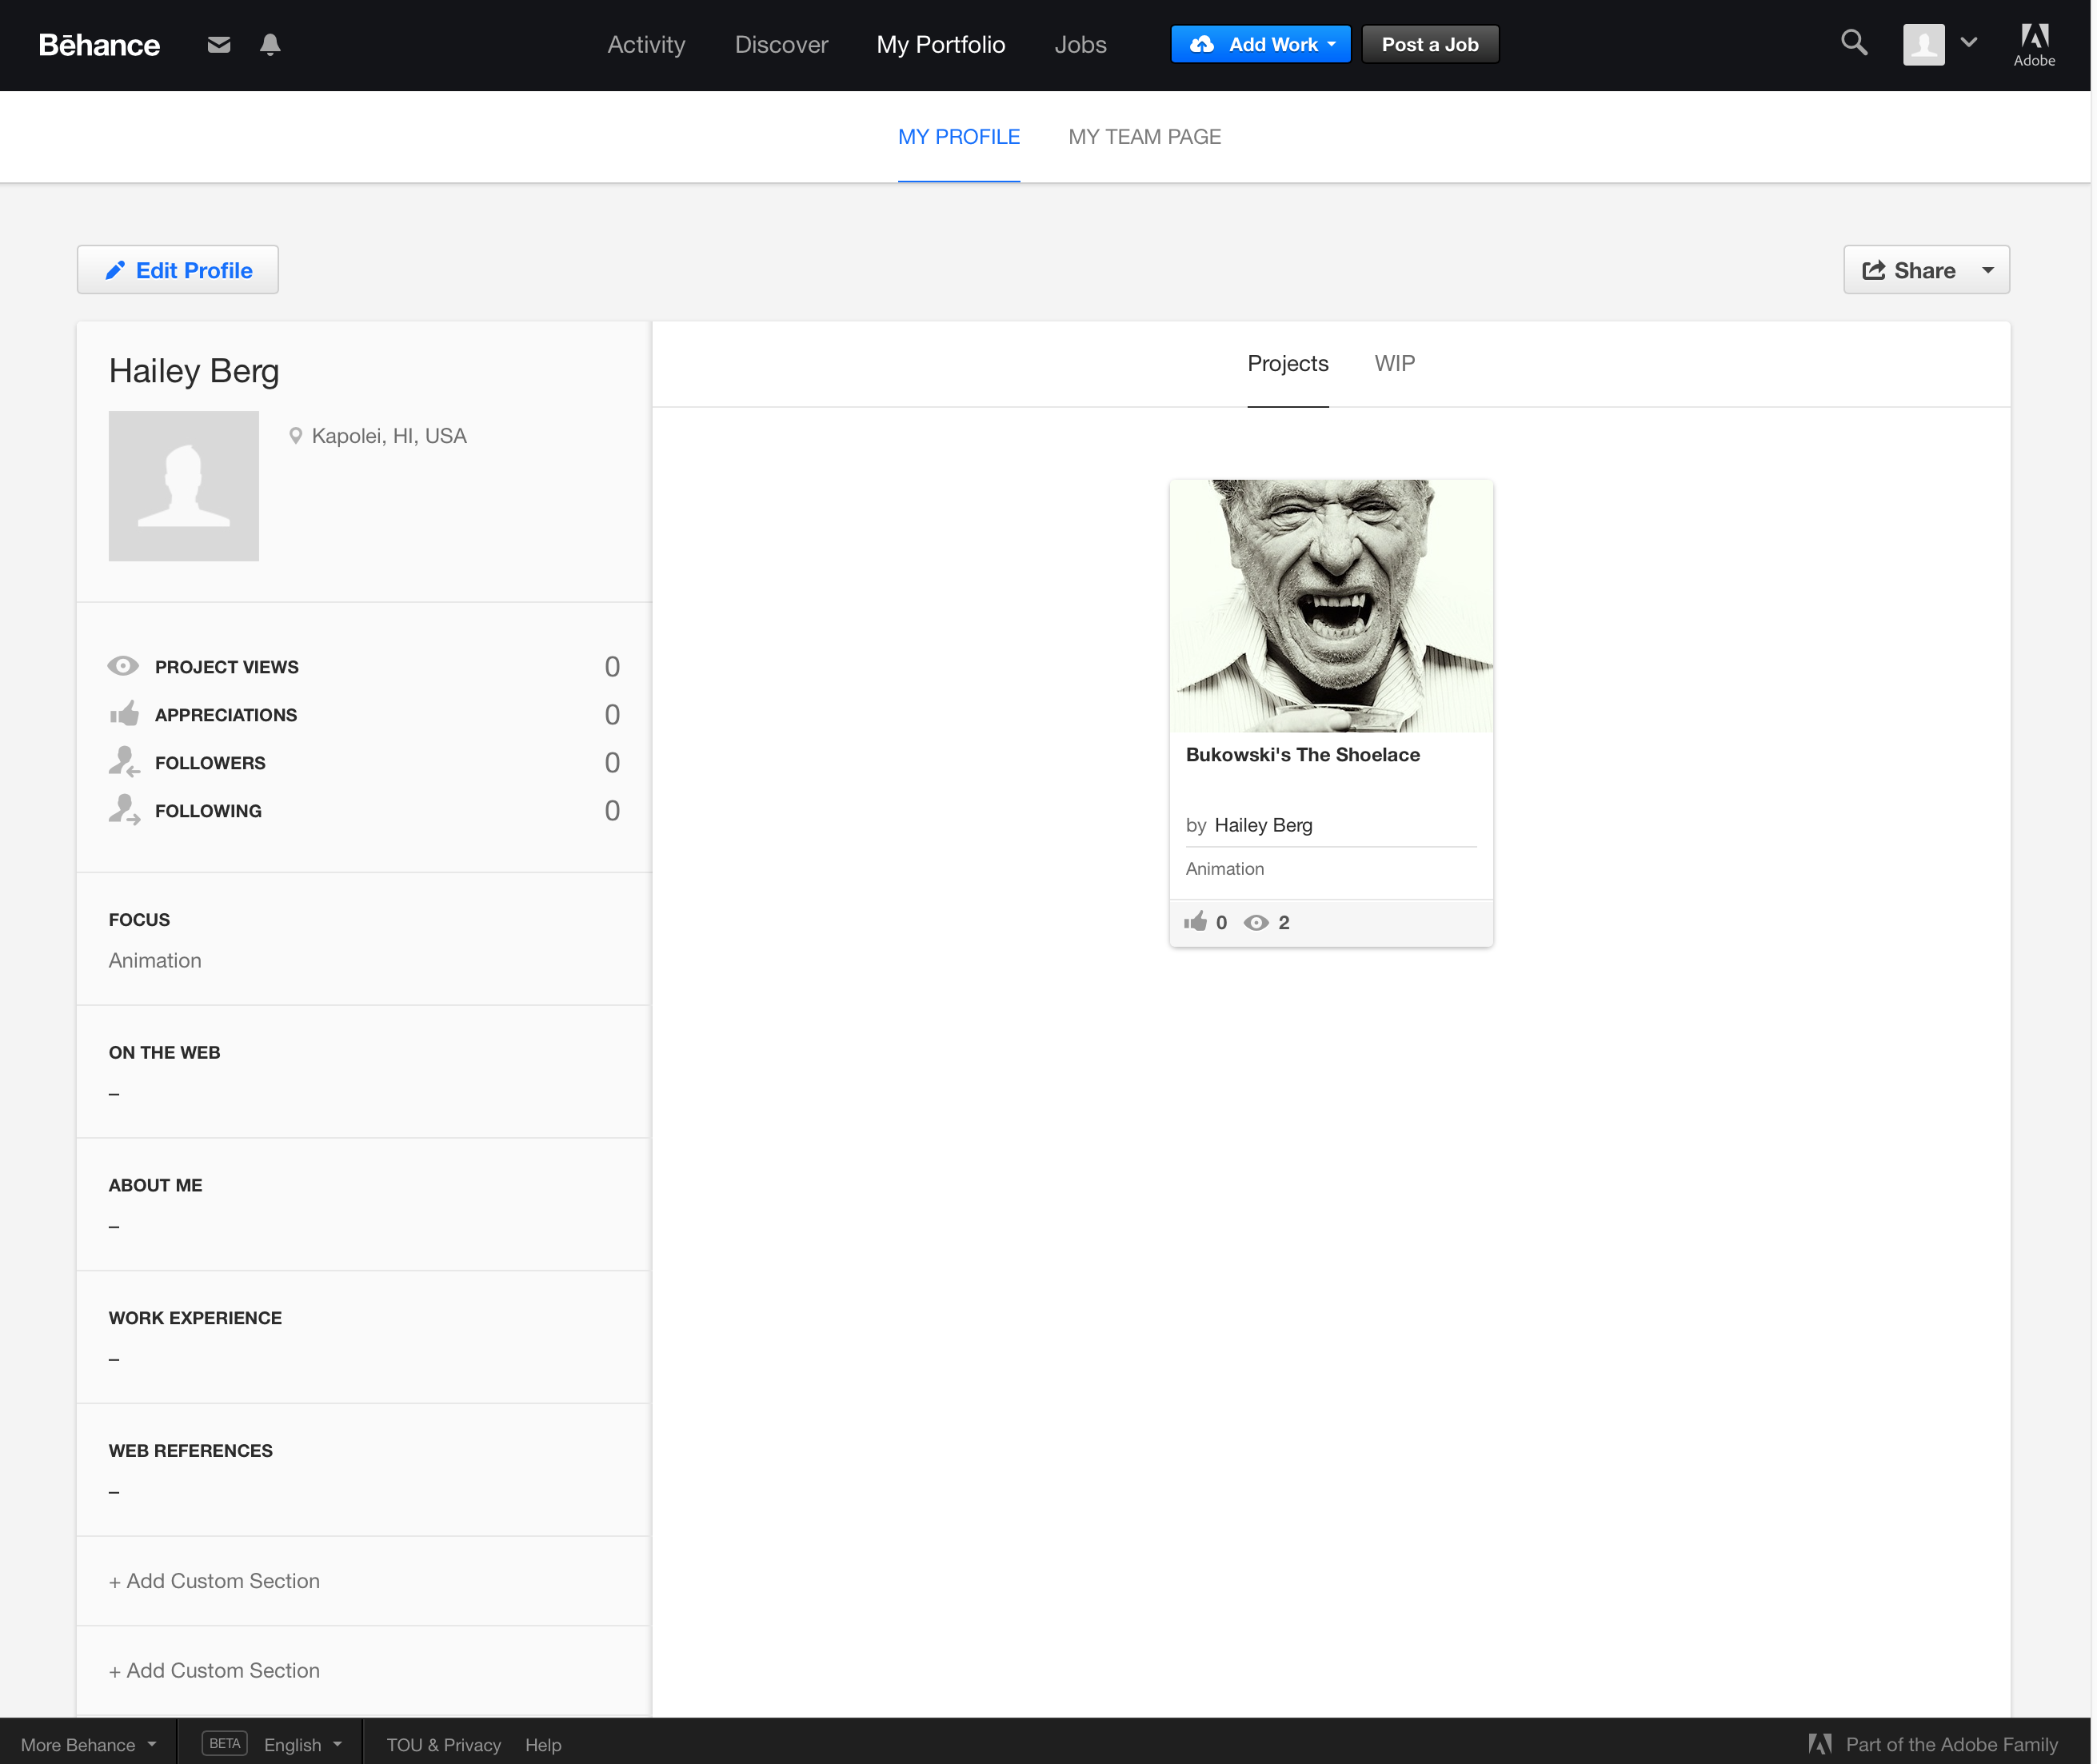 Bēhance
Activity
Discover
My Portfolio
Jobs
Add Work
Post a Job
Adobe
MY PROFILE
MY TEAM PAGE
Edit Profile
Share
Hailey Berg
Kapolei, HI, USA
PROJECT VIEWS 0
APPRECIATIONS 0
FOLLOWERS 0
FOLLOWING 0
FOCUS
Animation
ON THE WEB
–
ABOUT ME
–
WORK EXPERIENCE
–
WEB REFERENCES
–
+ Add Custom Section
+ Add Custom Section
Projects
WIP
Bukowski's The Shoelace
by Hailey Berg
Animation
0 2
More Behance
BETA
English
TOU & Privacy
Help
Part of the Adobe Family